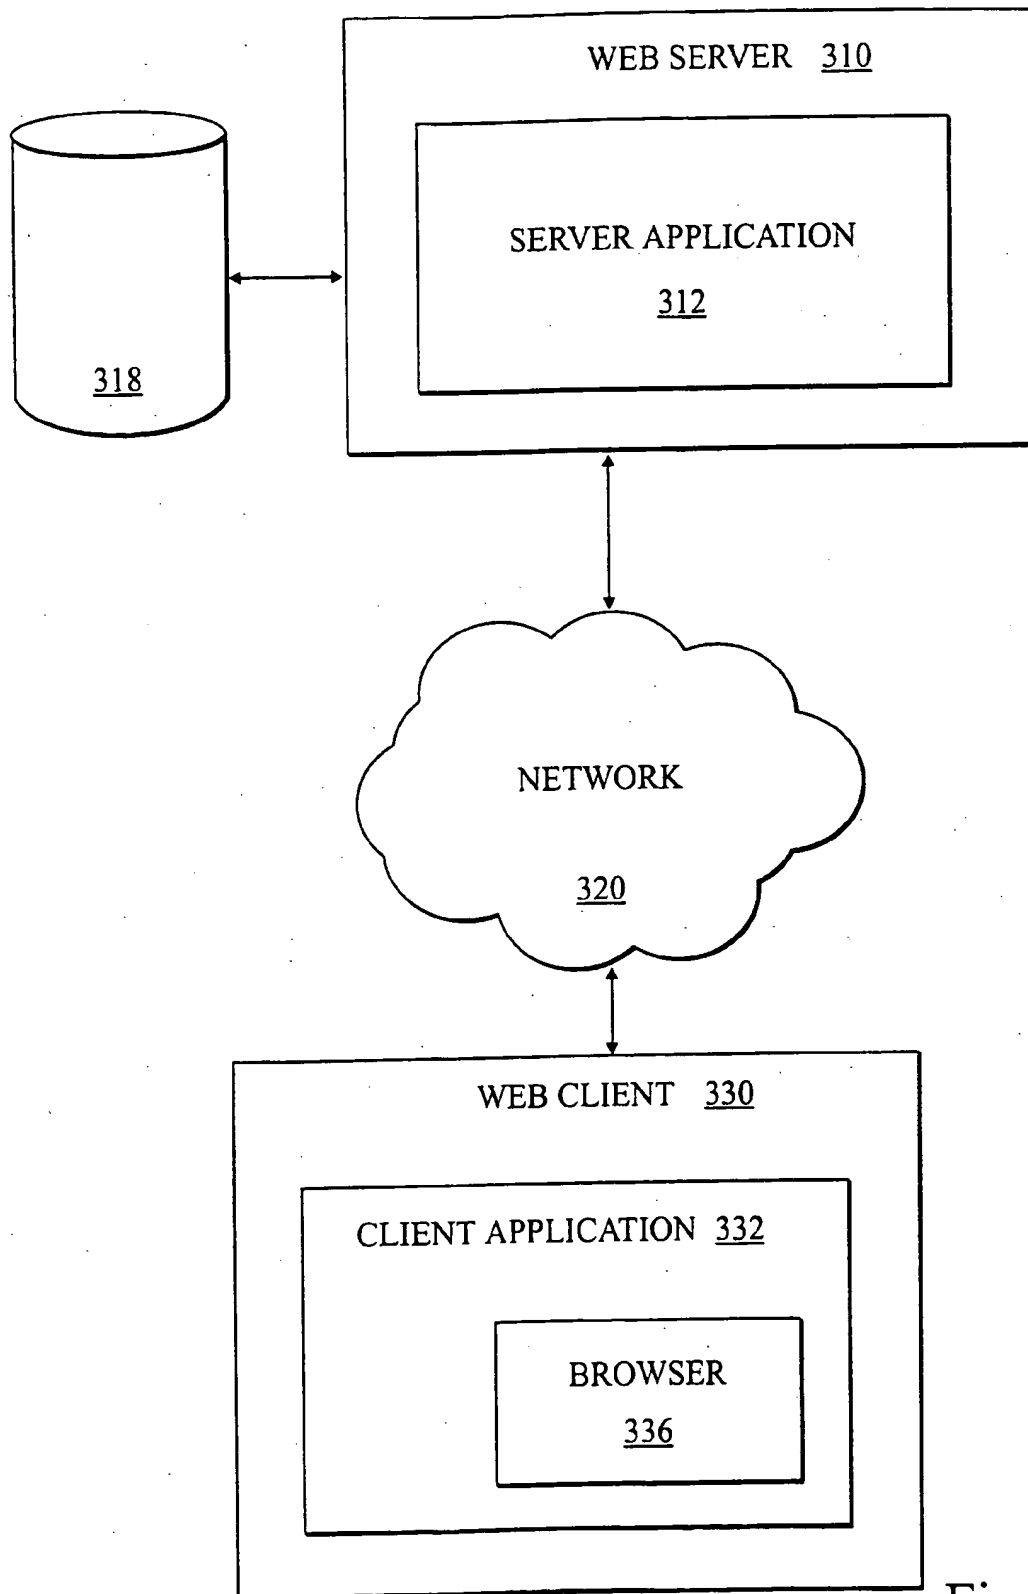 WEB SERVER 310
SERVER APPLICATION
312
318
NETWORK
320
WEB CLIENT 330
CLIENT APPLICATION 332
BROWSER
336